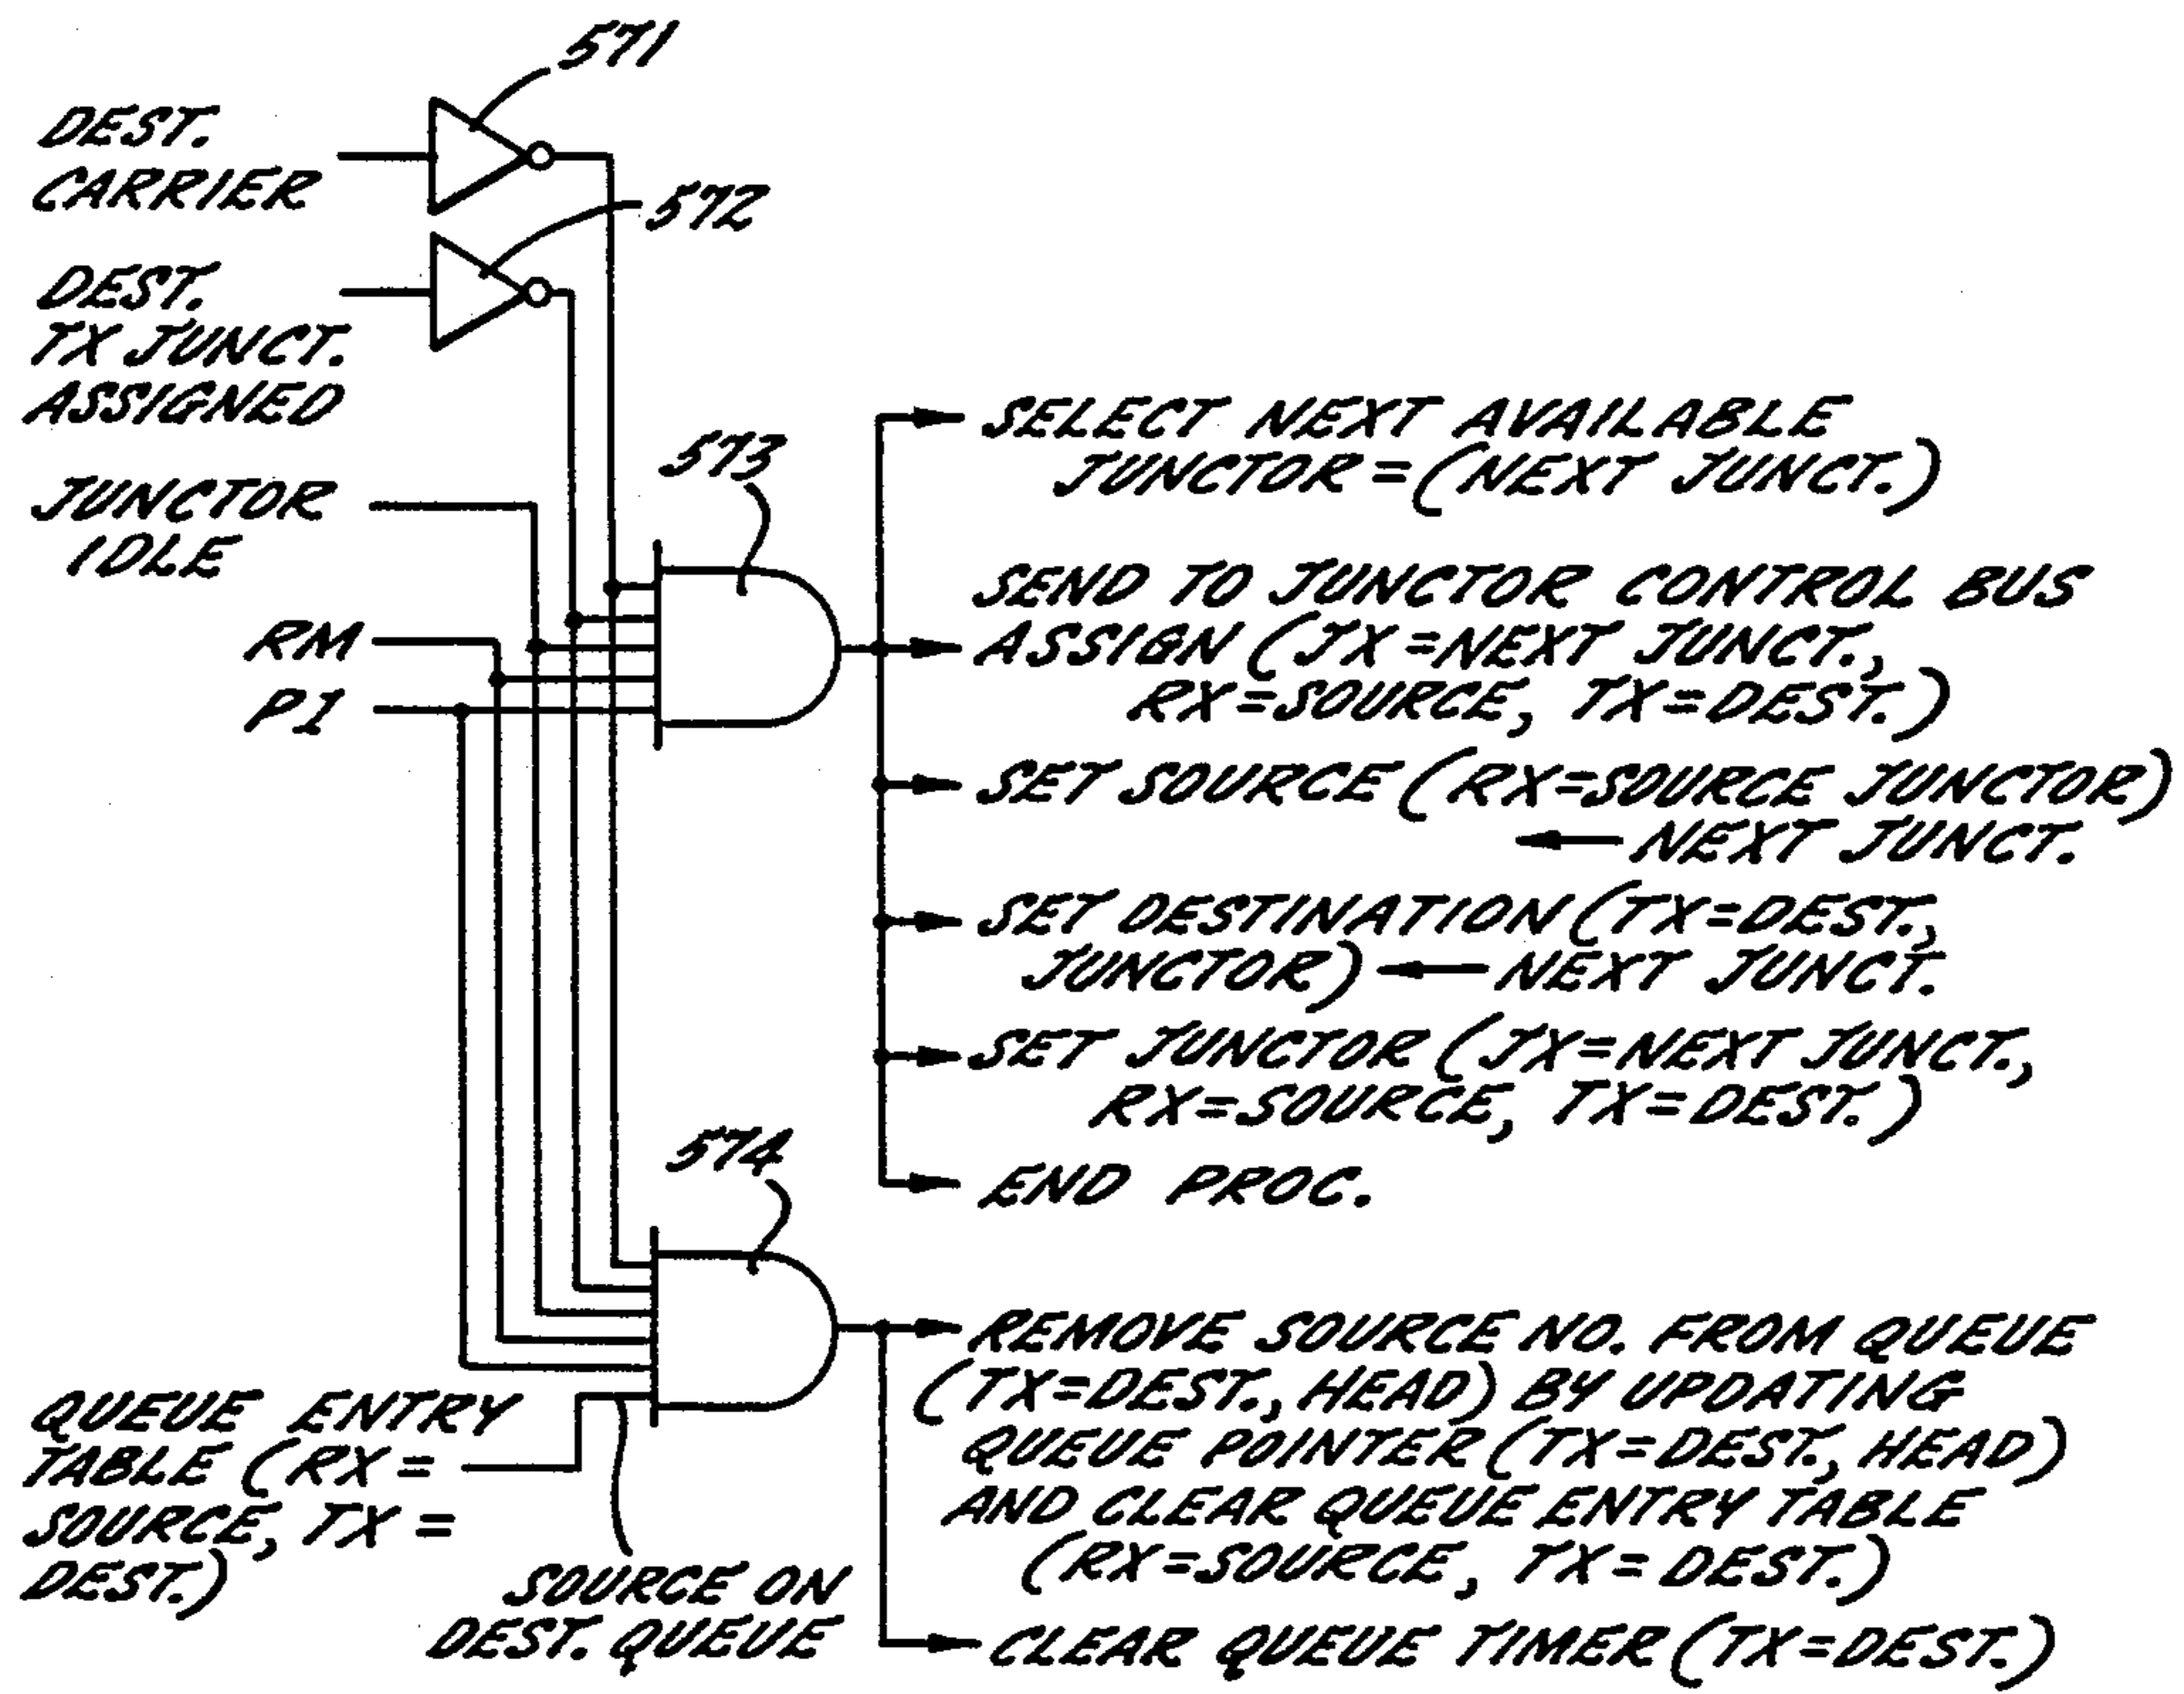 571
DEST.
CARRIER
572
DEST.
TX JUNCT.
ASSIGNED
JUNCTOR
IDLE
573
RM
P1
SELECT NEXT AVAILABLE
JUNCTOR = (NEXT JUNCT.)
SEND TO JUNCTOR CONTROL BUS
ASSIGN (JX = NEXT JUNCT.,
RX = SOURCE, TX = DEST.)
SET SOURCE (RX = SOURCE JUNCTOR)
← NEXT JUNCT.
SET DESTINATION (TX = DEST.,
JUNCTOR) ← NEXT JUNCT.
SET JUNCTOR (JX = NEXT JUNCT.,
RX = SOURCE, TX = DEST.)
END PROC.
574
REMOVE SOURCE NO. FROM QUEUE
(TX = DEST., HEAD) BY UPDATING
QUEUE POINTER (TX = DEST., HEAD)
AND CLEAR QUEUE ENTRY TABLE
(RX = SOURCE, TX = DEST.)
CLEAR QUEUE TIMER (TX = DEST.)
QUEUE ENTRY
TABLE (RX =
SOURCE, TX =
DEST.)
SOURCE ON
DEST. QUEUE